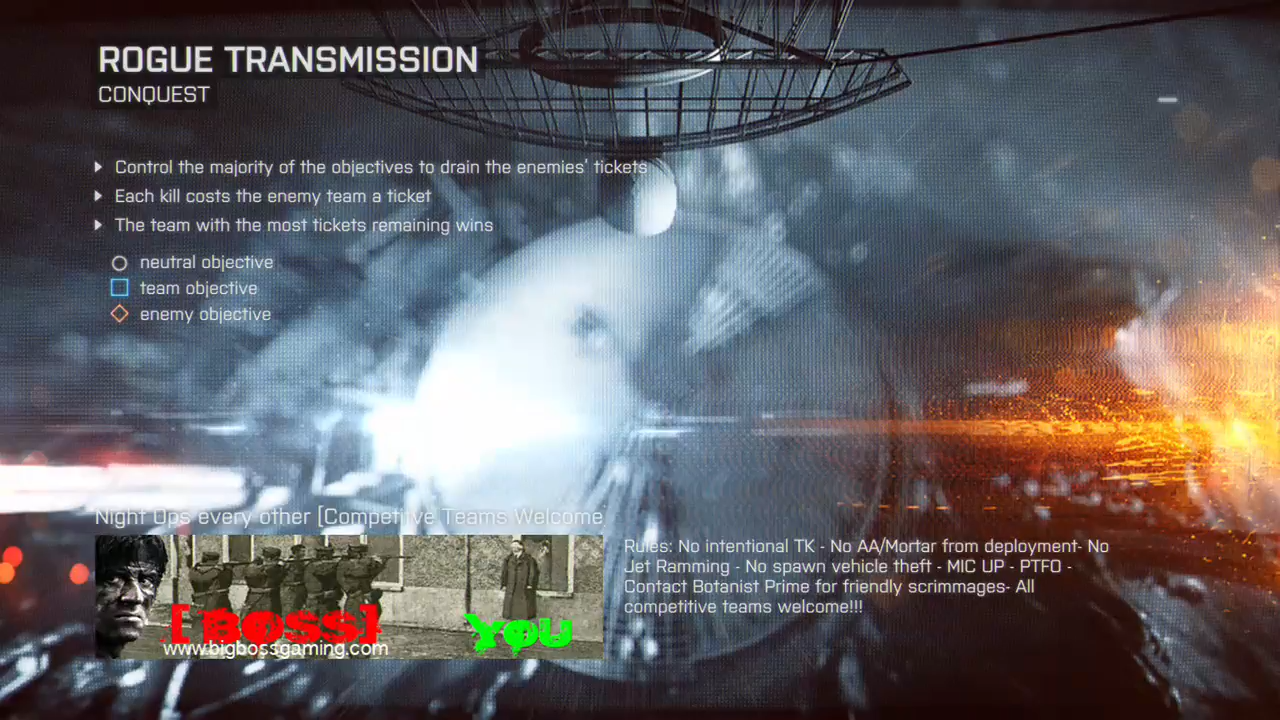 ROGUE TRANSMISSION
CONQUEST
Control the majority of the objectives to drain the enemies' tickets
Each kill costs the enemy team a ticket
The team with the most tickets remaining wins
neutral objective
team objective
enemy objective
Night Ops every other [Competitve Teams Welcome
[BOSS]
YOU
www.bigbossgaming.com
Rules: No intentional TK - No AA/Mortar from deployment- No
Jet Ramming - No spawn vehicle theft - MIC UP - PTFO -
Contact Botanist Prime for friendly scrimmages- All
competitive teams welcome!!!